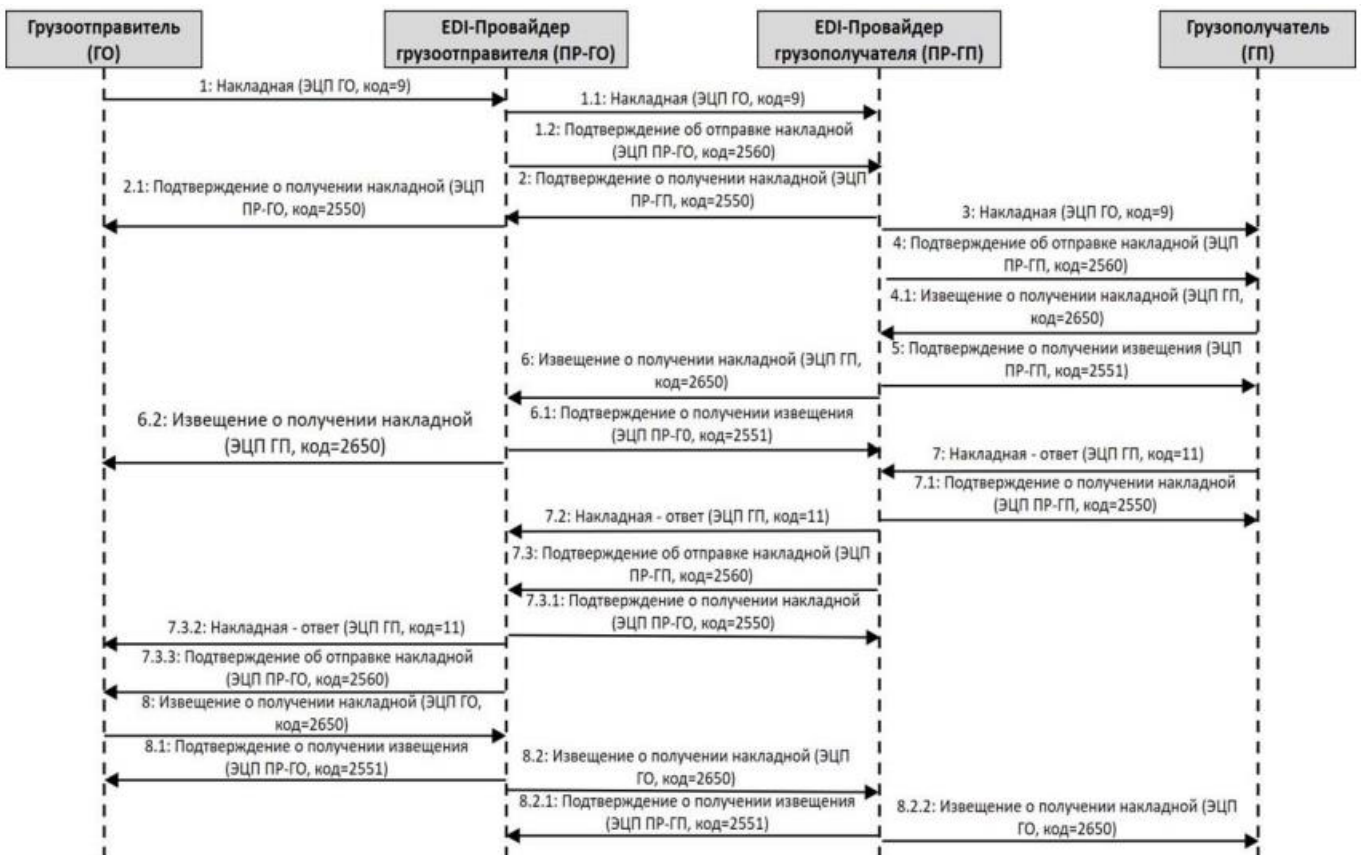 Грузоотправитель
(ГО)
EDI-Провайдер
грузоотправителя (ПР-ГО)
EDI-Провайдер
грузополучателя (ПР-ГП)
Грузополучатель
(ГП)
1: Накладная (ЭЦП ГО, код=9)
1.1: Накладная (ЭЦП ГО, код=9)
1.2: Подтверждение об отправке накладной
(ЭЦП ПР-ГО, код=2560)
2: Подтверждение о получении накладной (ЭЦП
ПР-ГП, код=2550)
2.1: Подтверждение о получении накладной (ЭЦП
ПР-ГО, код=2550)
3: Накладная (ЭЦП ГО, код=9)
4: Подтверждение об отправке накладной (ЭЦП
ПР-ГП, код=2560)
4.1: Извещение о получении накладной (ЭЦП ГП,
код=2650)
5: Подтверждение о получении извещения (ЭЦП
ПР-ГП, код=2551)
6: Извещение о получении накладной (ЭЦП ГП,
код=2650)
6.1: Подтверждение о получении извещения
(ЭЦП ПР-Г0, код=2551)
6.2: Извещение о получении накладной
(ЭЦП ГП, код=2650)
7: Накладная - ответ (ЭЦП ГП, код=11)
7.1: Подтверждение о получении накладной
(ЭЦП ПР-ГП, код=2550)
7.2: Накладная - ответ (ЭЦП ГП, код=11)
7.3: Подтверждение об отправке накладной (ЭЦП
ПР-ГП, код=2560)
7.3.1: Подтверждение о получении накладной
(ЭЦП ПР-ГО, код=2550)
7.3.2: Накладная - ответ (ЭЦП ГП, код=11)
7.3.3: Подтверждение об отправке накладной
(ЭЦП ПР-ГО, код=2560)
8: Извещение о получении накладной (ЭЦП ГО,
код=2650)
8.1: Подтверждение о получении извещения
(ЭЦП ПР-ГО, код=2551)
8.2: Извещение о получении накладной (ЭЦП
ГО, код=2650)
8.2.1: Подтверждение о получении извещения
(ЭЦП ПР-ГП, код=2551)
8.2.2: Извещение о получении накладной (ЭЦП
ГО, код=2650)